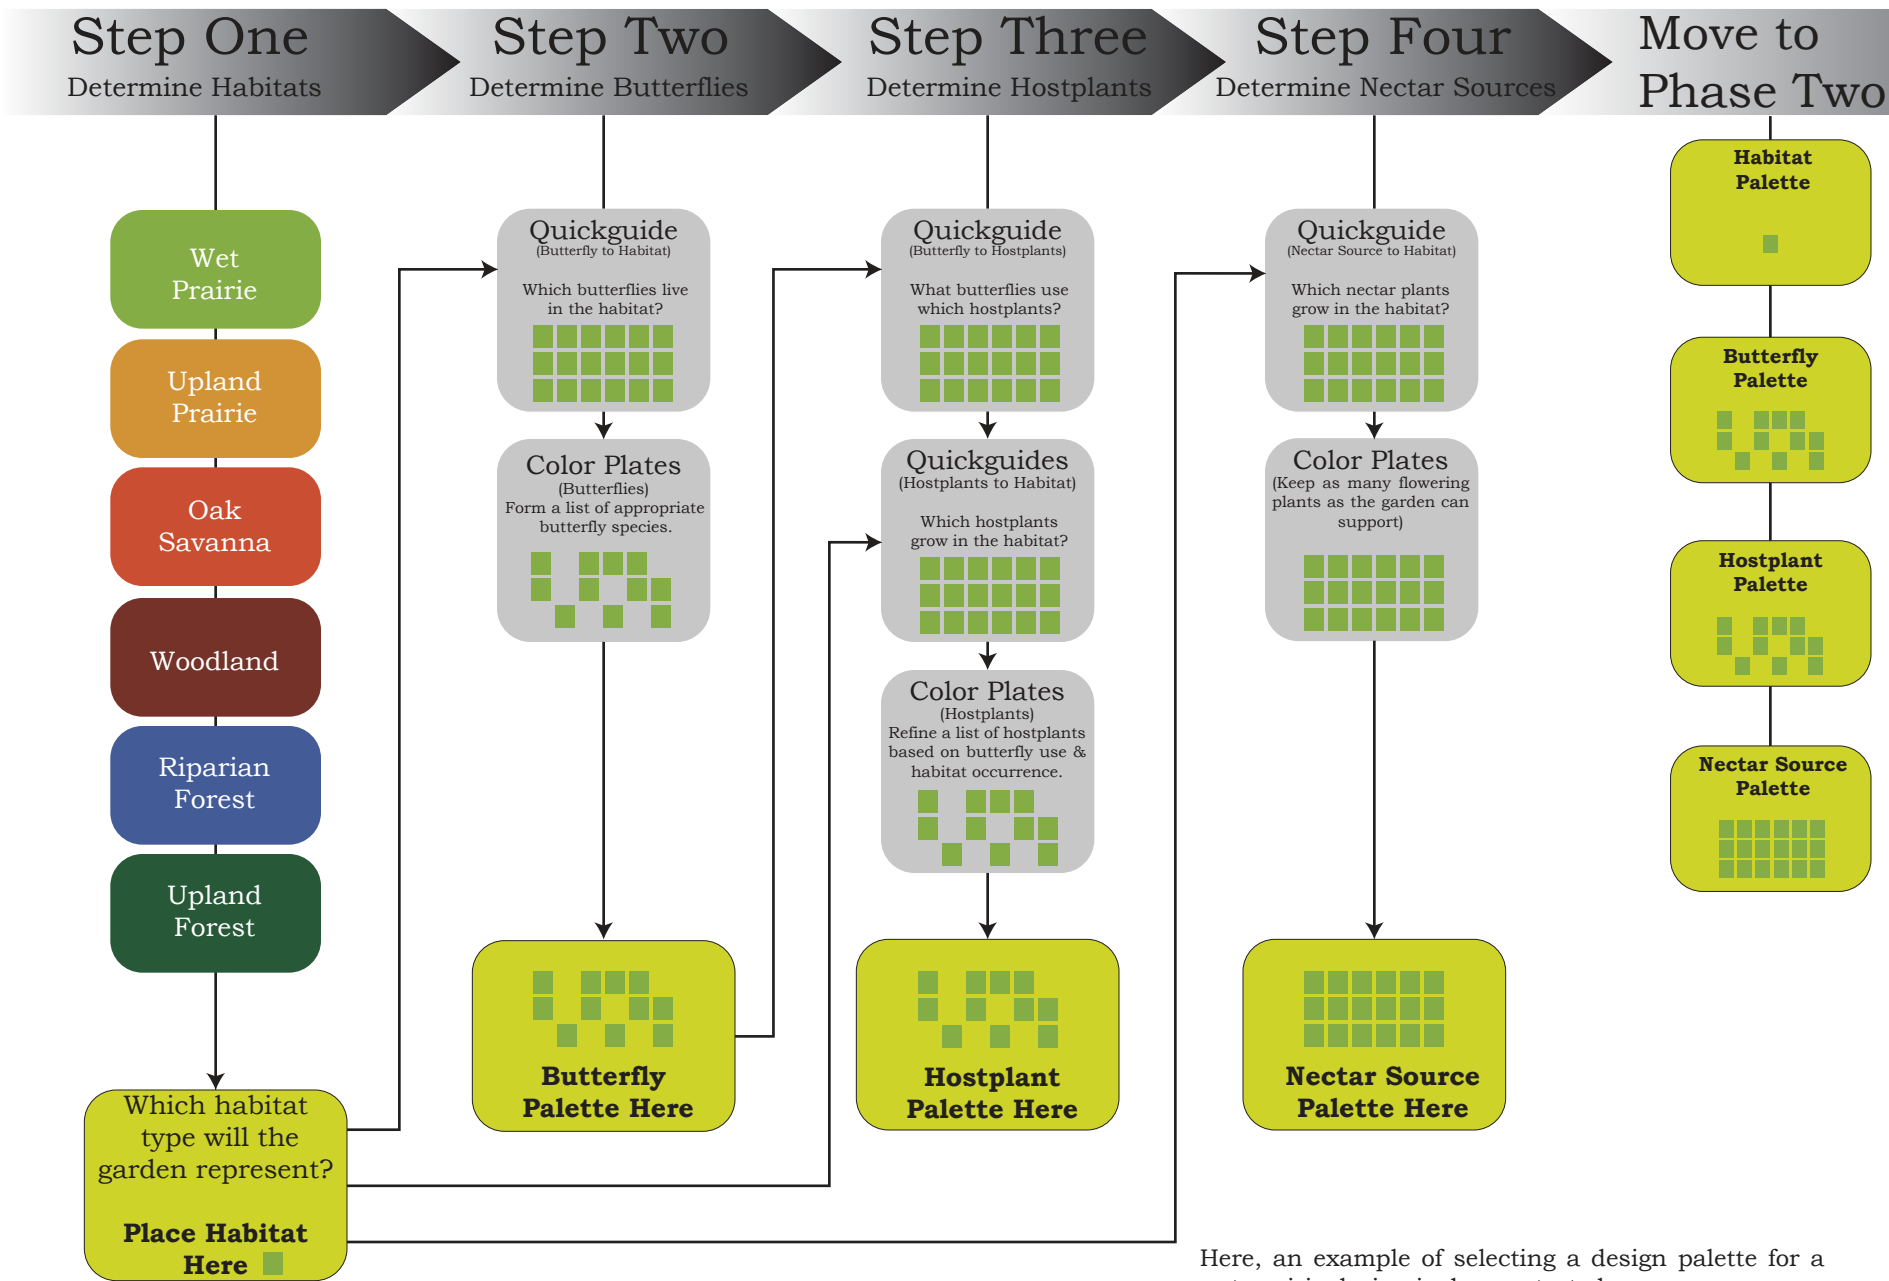 Step One
Determine Habitats
Step Two
Determine Butterflies
Step Three
Determine Hostplants
Step Four
Determine Nectar Sources
Move to
Phase Two
Wet
Prairie
Upland
Prairie
Oak
Savanna
Woodland
Riparian
Forest
Upland
Forest
Which habitat
type will the
garden represent?
Place Habitat
Here
Quickguide
(Butterfly to Habitat)
Which butterflies live
in the habitat?
Color Plates
(Butterflies)
Form a list of appropriate
butterfly species.
Butterfly
Palette Here
Quickguide
(Butterfly to Hostplants)
What butterflies use
which hostplants?
Quickguides
(Hostplants to Habitat)
Which hostplants
grow in the habitat?
Color Plates
(Hostplants)
Refine a list of hostplants
based on butterfly use &
habitat occurrence.
Hostplant
Palette Here
Quickguide
(Nectar Source to Habitat)
Which nectar plants
grow in the habitat?
Color Plates
(Keep as many flowering
plants as the garden can
support)
Nectar Source
Palette Here
Habitat
Palette
Butterfly
Palette
Hostplant
Palette
Nectar Source
Palette
Here, an example of selecting a design palette for a